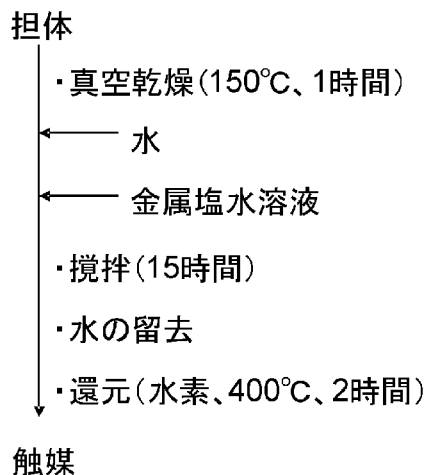 担体
・真空乾燥(150℃、1時間)
水
金属塩水溶液
・撹拌(15時間)
・水の留去
・還元(水素、400℃、2時間)
触媒